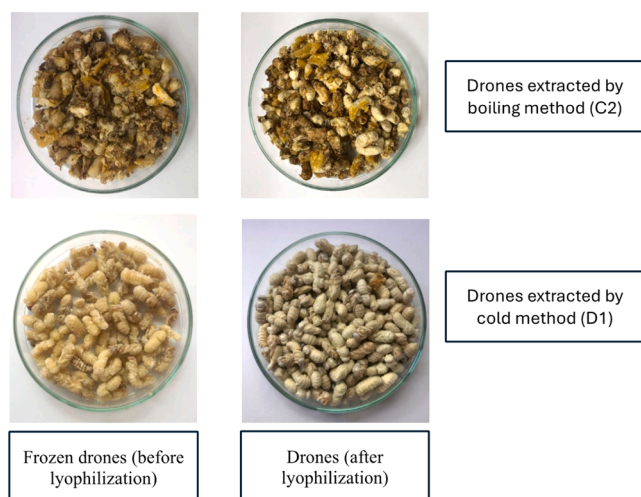 Drones extracted by
boiling method (C2)
Drones extracted by
cold method (D1)
Frozen drones (before
lyophilization)
Drones (after
lyophilization)